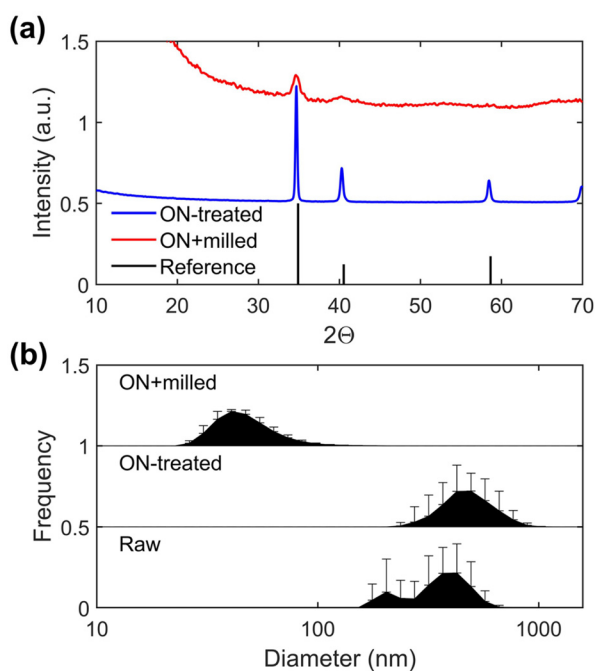 (a)
1.5
1
0.5
0
Intensity (a.u.)
ON-treated
ON+milled
Reference
10 20 30 40 50 60 70
2Θ
(b)
1.5
1
0.5
0
Frequency
ON+milled
ON-treated
Raw
10 100 1000
Diameter (nm)